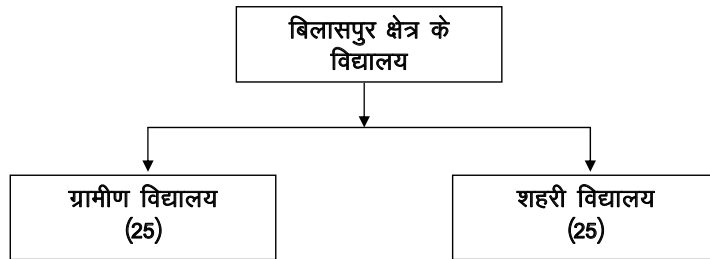 बिलासपुर क्षेत्र के
विद्यालय
ग्रामीण विद्यालय
(25)
शहरी विद्यालय
(25)